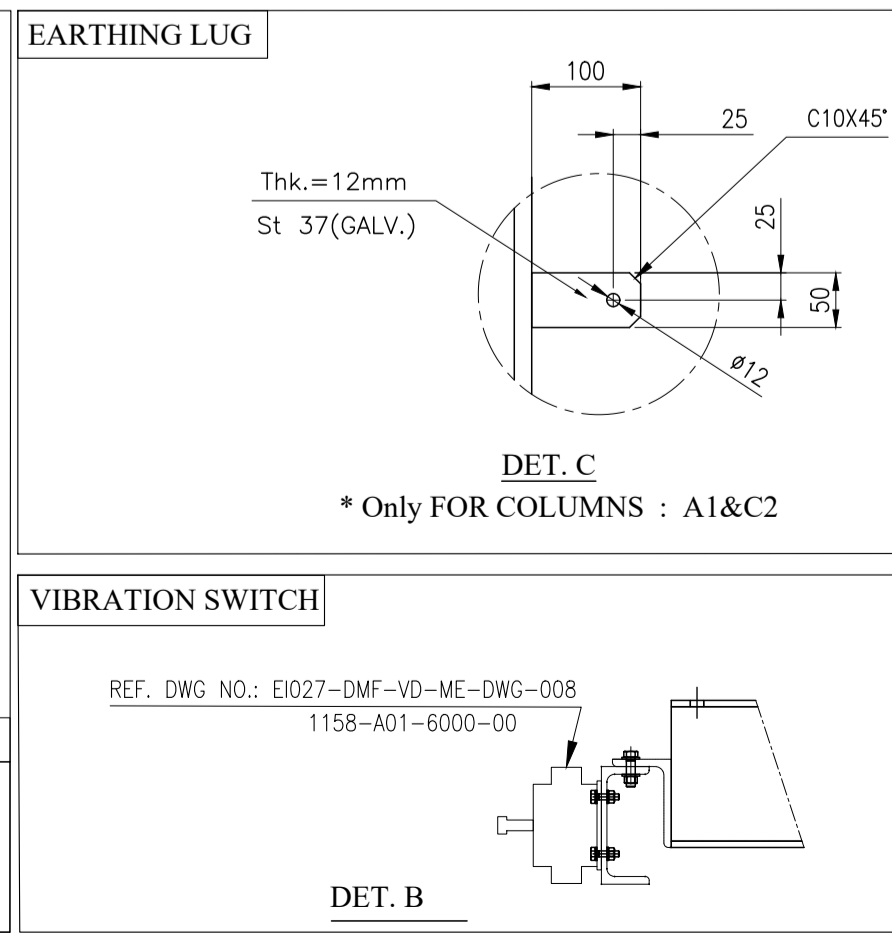 EARTHING LUG
100
25
C10X45°
Thk.=12mm
St 37(GALV.)
25
50
ø12
DET. C
* Only FOR COLUMNS : A1&C2
VIBRATION SWITCH
REF. DWG NO.: EI027-DMF-VD-ME-DWG-008
1158-A01-6000-00
DET. B